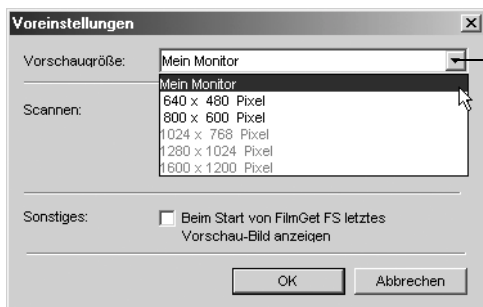 Voreinstellungen
Vorschaugröße: Mein Monitor
Mein Monitor
640 x 480 Pixel
Scannen: 800 x 600 Pixel
1024 x 768 Pixel
1280 x 1024 Pixel
1600 x 1200 Pixel
Sonstiges: Beim Start von FilmGet FS letztes
Vorschau-Bild anzeigen
OK Abbrechen